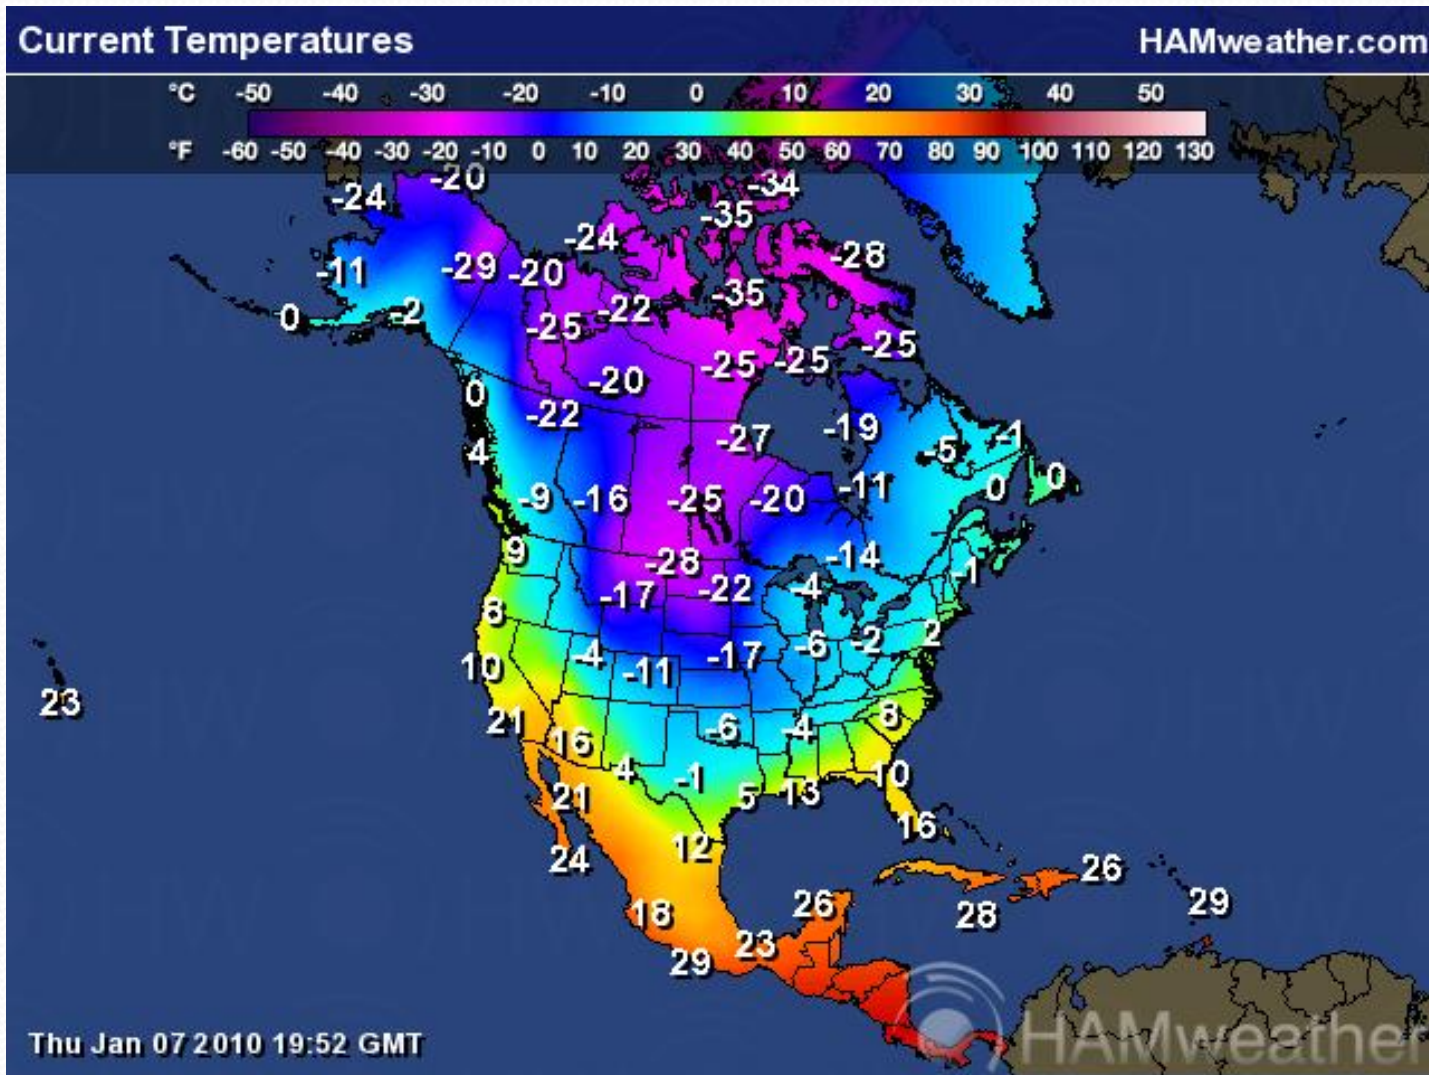 Current Temperatures HAMweather.com
°C -50 -40 -30 -20 -10 0 10 20 30 40 50
°F -60 -50 -40 -30 -20 -10 0 10 20 30 40 50 60 70 80 90 100 110 120 130
-20
-24 -34
-35
-24
-28
-11 -29 -20
-35
0 -2 -22
-25
-25
-25 -25
-20
0
-22
-19 -1
4 -27 -5
0
-9 -16 -25 -20 -11 0
9 -28 -14
-1
-17 -22 -4
8
-4 -17 -6 -2 2
10 -11
23
21 16 -6 -4 8
4 -1 10
21 5 13
16
24 12
26
18 26 28 29
23
29
Thu Jan 07 2010 19:52 GMT
HAMweather